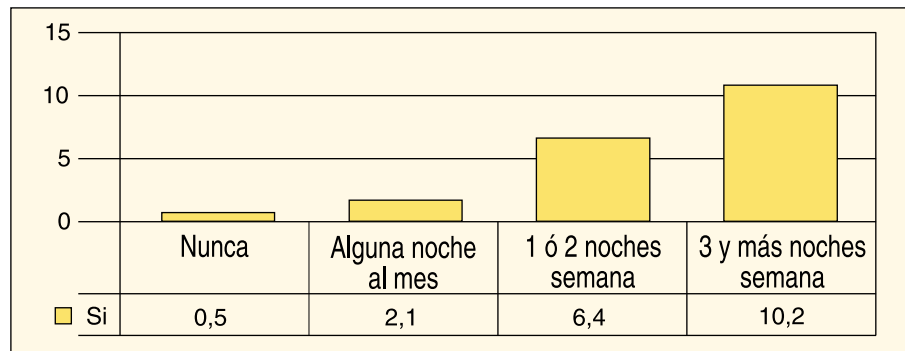 15
10
5
0
Nunca
Alguna noche
al mes
1 ó 2 noches
semana
3 y más noches
semana
Si 0,5 2,1 6,4 10,2